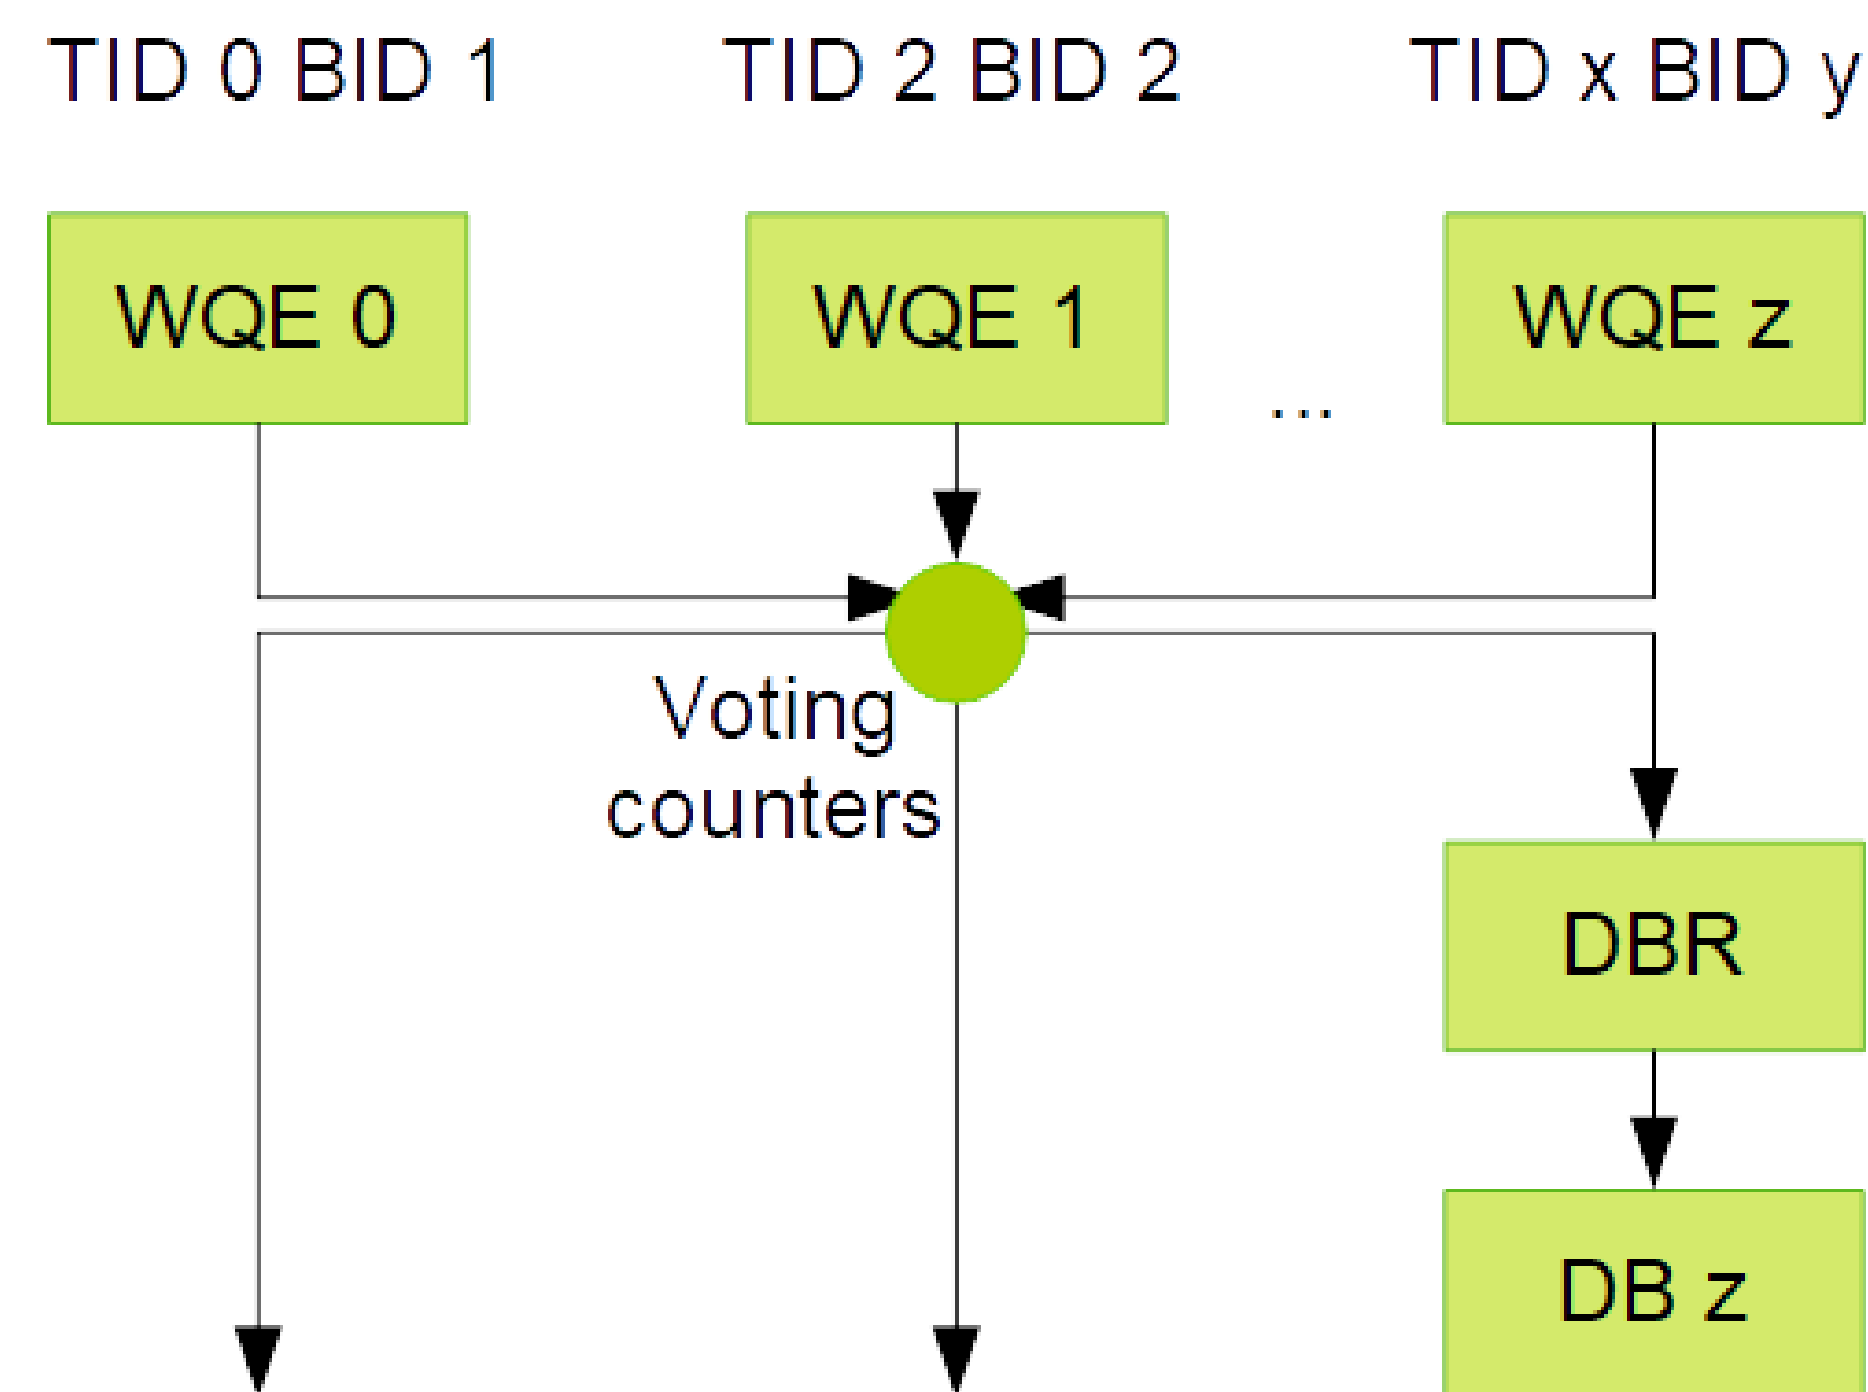 TID 0 BID 1
TID 2 BID 2
TID x BID y
WQE 0
WQE 1
...
WQE z
Voting
counters
DBR
DB z